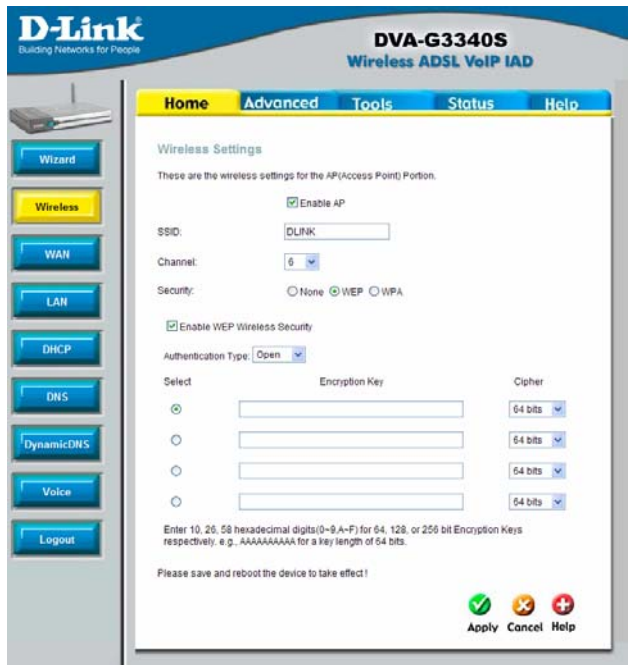 D-Link
Building Networks for People
DVA-G3340S
Wireless ADSL VoIP IAD
Home
Advanced
Tools
Status
Help
Wizard
Wireless
WAN
LAN
DHCP
DNS
DynamicDNS
Voice
Logout
Wireless Settings
These are the wireless settings for the AP(Access Point) Portion.
Enable AP
SSID: DLINK
Channel: 6
Security: None WEP WPA
Enable WEP Wireless Security
Authentication Type: Open
Select Encryption Key Cipher
64 bits
64 bits
64 bits
64 bits
Enter 10, 26, 58 hexadecimal digits(0~9,A~F) for 64, 128, or 256 bit Encryption Keys
respectively. e.g., AAAAAAAAAA for a key length of 64 bits.
Please save and reboot the device to take effect !
Apply Cancel Help